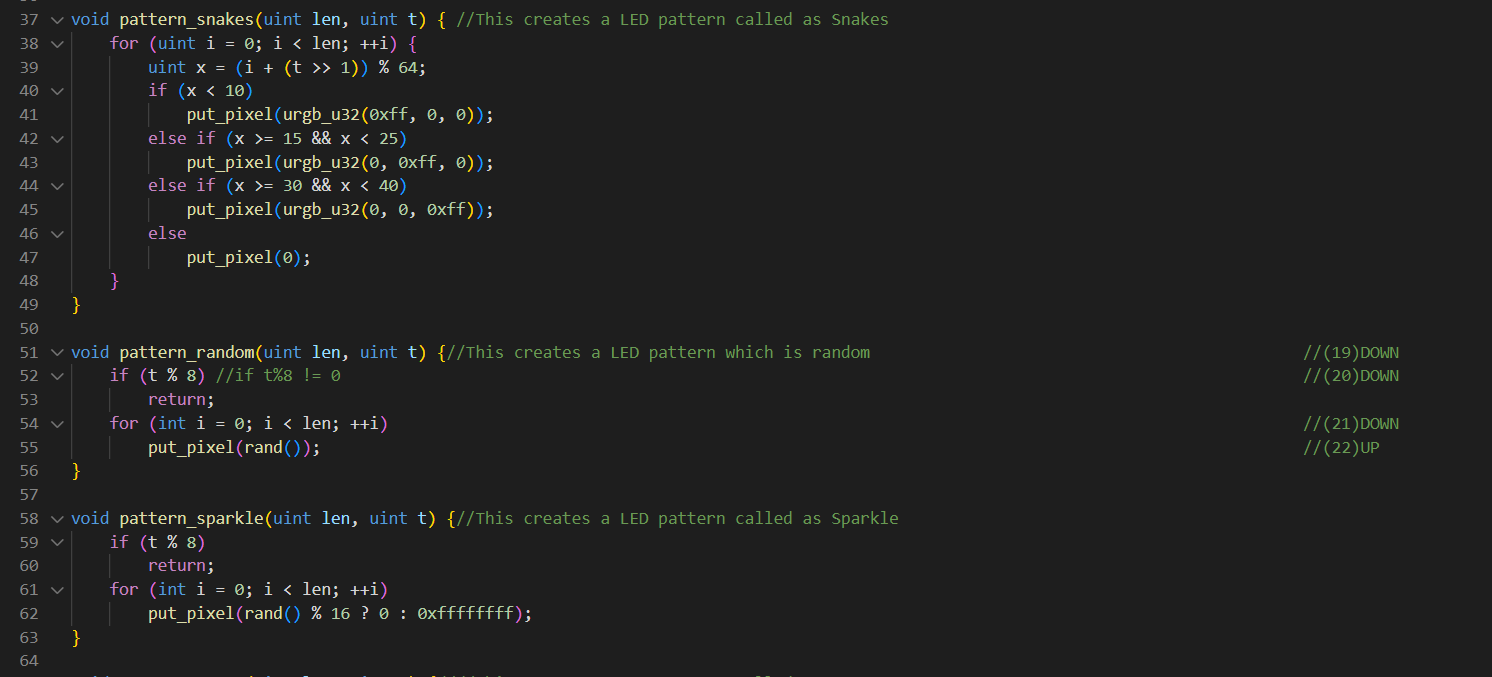 37 void pattern_snakes(uint len, uint t) { //This creates a LED pattern called as Snakes
38     for (uint i = 0; i < len; ++i) {
39         uint x = (i + (t >> 1)) % 64;
40         if (x < 10)
41             put_pixel(urgb_u32(0xff, 0, 0));
42         else if (x >= 15 && x < 25)
43             put_pixel(urgb_u32(0, 0xff, 0));
44         else if (x >= 30 && x < 40)
45             put_pixel(urgb_u32(0, 0, 0xff));
46         else
47             put_pixel(0);
48     }
49 }
50
51 void pattern_random(uint len, uint t) {//This creates a LED pattern which is random //(19)DOWN
52     if (t % 8) //if t%8 != 0 //(20)DOWN
53         return;
54     for (int i = 0; i < len; ++i) //(21)DOWN
55         put_pixel(rand()); //(22)UP
56 }
57
58 void pattern_sparkle(uint len, uint t) {//This creates a LED pattern called as Sparkle
59     if (t % 8)
60         return;
61     for (int i = 0; i < len; ++i)
62         put_pixel(rand() % 16 ? 0 : 0xffffffff);
63 }
64